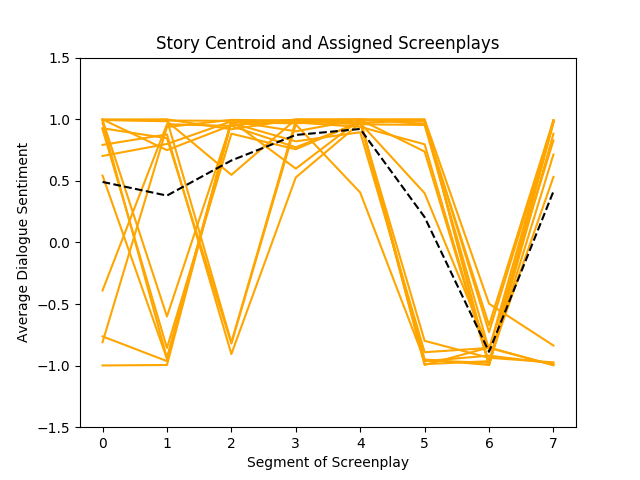 Story Centroid and Assigned Screenplays
1.5
1.0
0.5
0.0
−0.5
−1.0
−1.5
Average Dialogue Sentiment
0 1 2 3 4 5 6 7
Segment of Screenplay